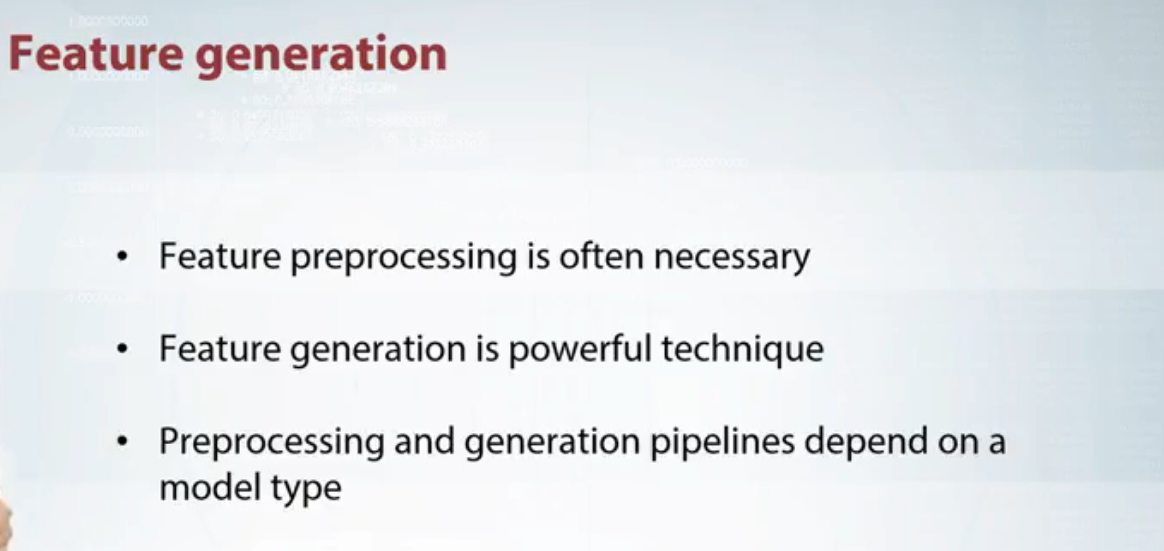 Feature generation
• Feature preprocessing is often necessary
• Feature generation is powerful technique
• Preprocessing and generation pipelines depend on a
model type